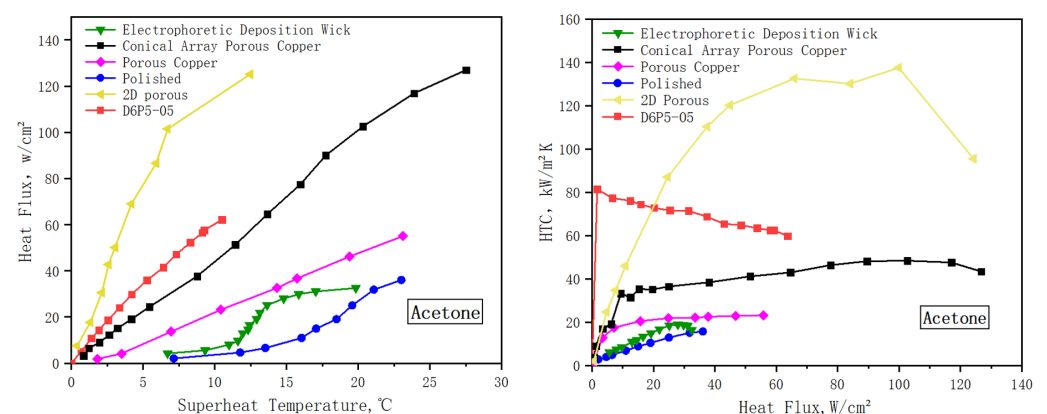 Electrophoretic Deposition Wick
Conical Array Porous Copper
Porous Copper
Polished
2D porous
D6P5-05
Heat Flux, w/cm²
140
120
100
80
60
40
20
0
0
5
10
15
20
25
30
Superheat Temperature,℃
Acetone
Electrophoretic Deposition Wick
Conical Array Porous Copper
Porous Copper
Polished
2D Porous
D6P5-05
HTC, kW/m²K
160
140
120
100
80
60
40
20
0
0
20
40
60
80
100
120
140
Heat Flux,W/cm²
Acetone